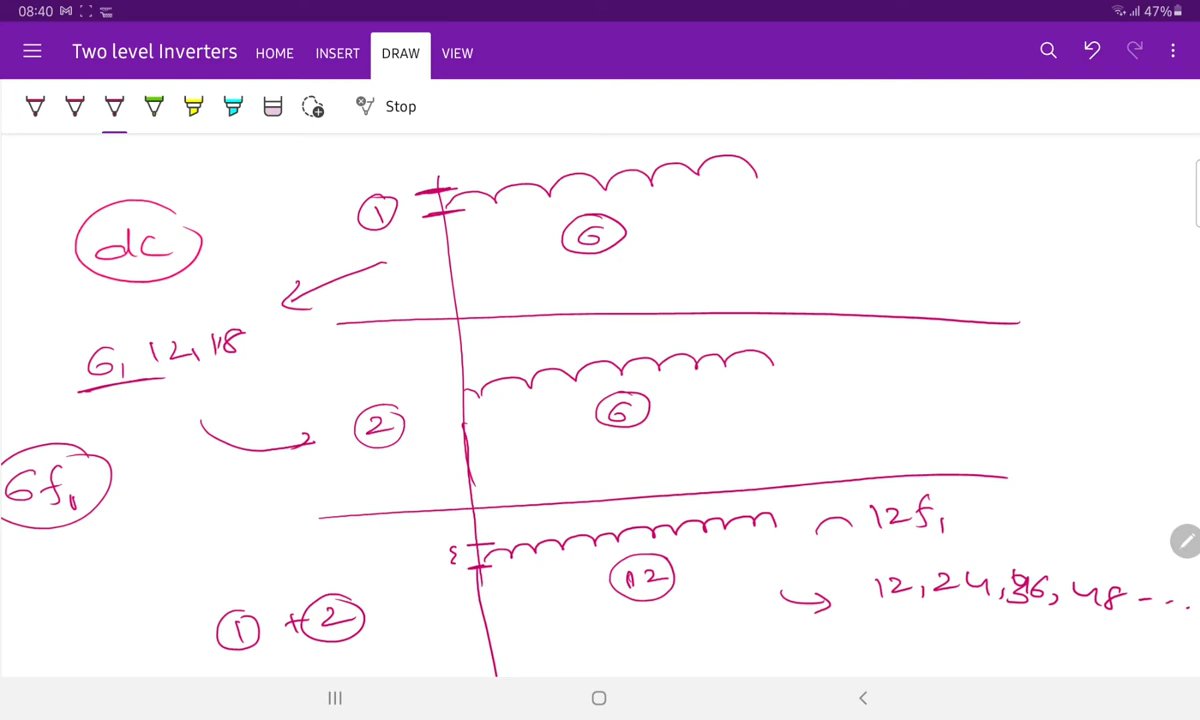 08:40 47%
Two level Inverters HOME INSERT DRAW VIEW
Stop
1
6
dc
6, 12, 18
2
6
6f1
12f1
12
12, 24, 36, 48 - - ...
1 + 2